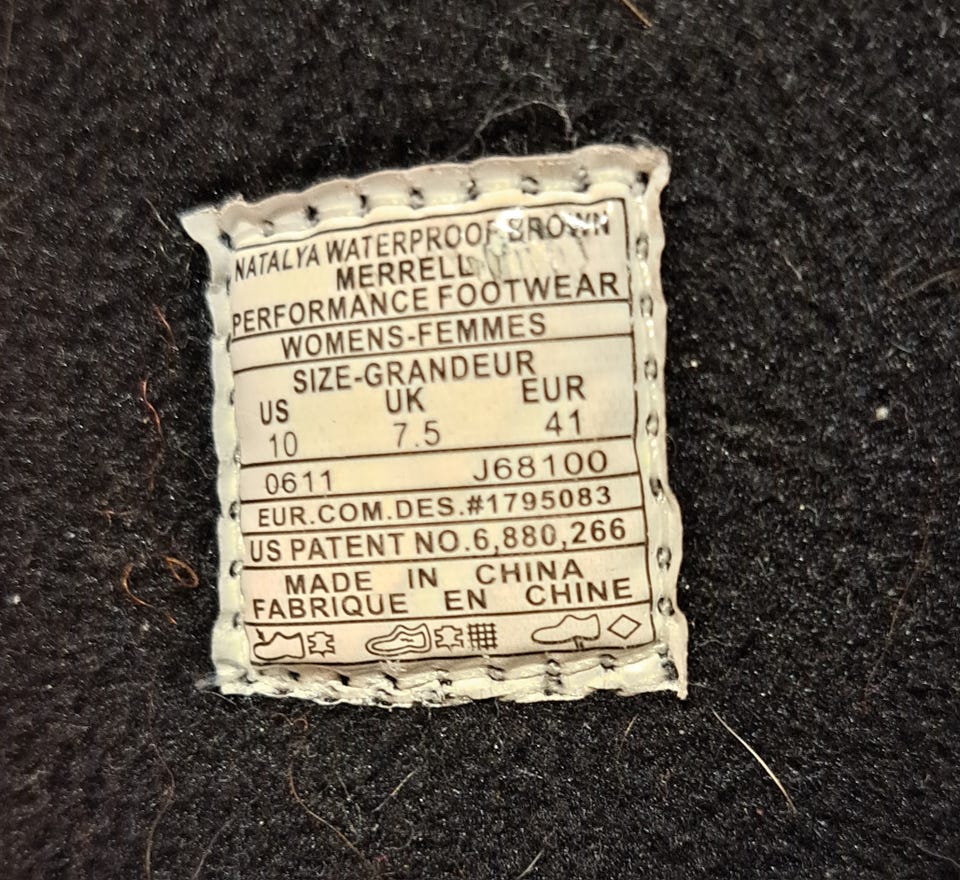 NATALYA WATERPROOF BROWN
MERRELL
PERFORMANCE FOOTWEAR
WOMENS-FEMMES
SIZE-GRANDEUR
US UK EUR
10 7.5 41
0611 J68100
EUR.COM.DES.#1795083
US PATENT NO.6,880,266
MADE IN CHINA
FABRIQUE EN CHINE